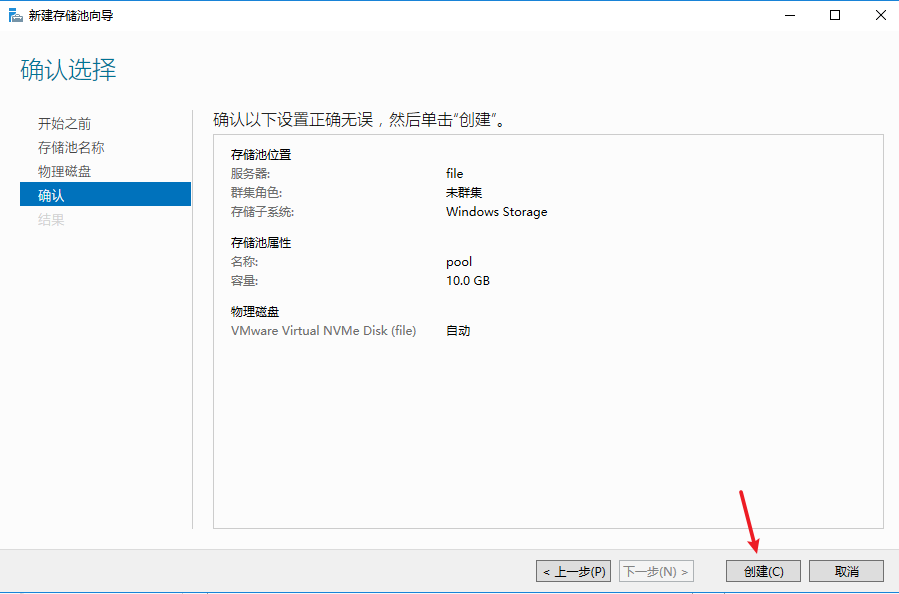 新建存储池向导
确认选择
开始之前
存储池名称
物理磁盘
确认
结果
确认以下设置正确无误，然后单击“创建”。
存储池位置
服务器: file
群集角色: 未群集
存储子系统: Windows Storage
存储池属性
名称: pool
容量: 10.0 GB
物理磁盘
VMware Virtual NVMe Disk (file) 自动
< 上一步(P) 下一步(N) > 创建(C) 取消